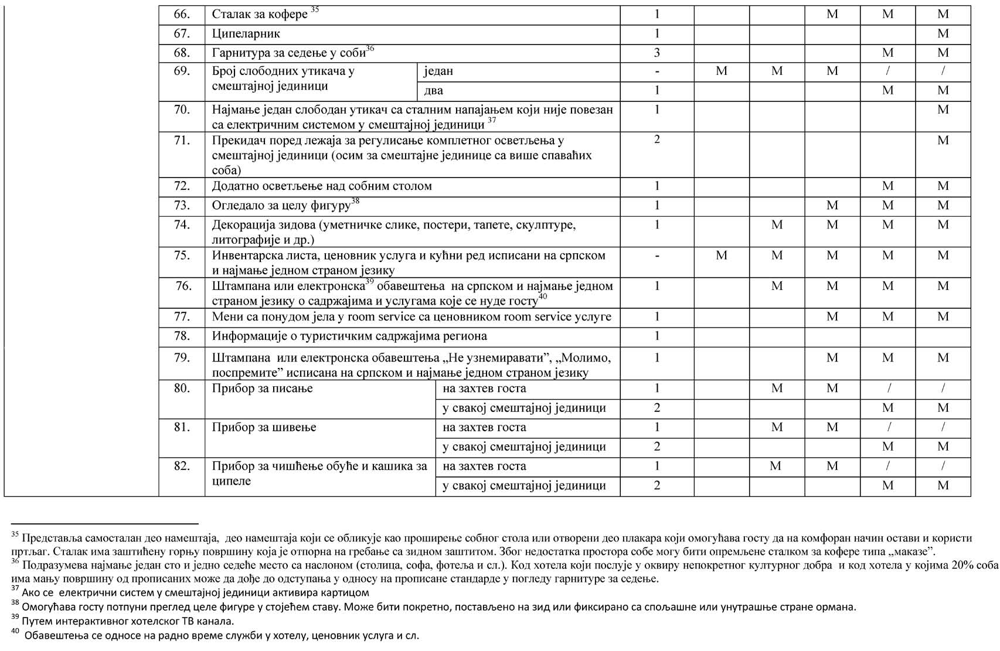 66. Сталак за кофере 35 1 М М М
67. Ципеларник 1 М
68. Гарнитура за седење у соби36 3 М М
69. Број слободних утикача у један - М М М / /
смештајној јединици
два 1 М М
70. Најмање један слободан утикач са сталним напајањем који није повезан 1 М
са електричним системом у смештајној јединици 37
71. Прекидач поред лежаја за регулисање комплетног осветљења у 2 М
смештајној јединици (осим за смештајне јединице са више спаваћих
соба)
72. Додатно осветљење над собним столом 1 М М
73. Огледало за целу фигуру38 1 М М М
74. Декорација зидова (уметничке слике, постери, тапете, скулптуре, 1 М М М М
литографије и др.)
75. Инвентарска листа, ценовник услуга и кућни ред исписани на српском - М М М М М
и најмање једном страном језику
76. Штампана или електронска39 обавештења на српском и најмање једном 1 М М М М
страном језику о садржајима и услугама које се нуде госту40
77. Мени са понудом јела у room service са ценовником room service услуге 1 М М М
78. Информације о туристичким садржајима региона 1
79. Штампана или електронска обавештења „Не узнемиравати”, „Молимо, 1 М М М
поспремите” исписана на српском и најмање једном страном језику
80. Прибор за писање на захтев госта 1 М М / /
у свакој смештајној јединици 2 М М
81. Прибор за шивење на захтев госта 1 М М / /
у свакој смештајној јединици 2 М М
82. Прибор за чишћење обуће и кашика за на захтев госта 1 М М / /
ципеле
у свакој смештајној јединици 2 М М
35 Представља самосталан део намештаја, део намештаја који се обликује као проширење собног стола или отворени део плакара који омогућава госту да на комфоран начин остави и користи
пртљаг. Сталак има заштићену горњу површину која је отпорна на гребање са зидном заштитом. Због недостатка простора собе могу бити опремљене сталком за кофере типа „маказе”.
36 Подразумева најмање један сто и једно седеће место са наслоном (столица, софа, фотеља и сл.). Код хотела који послује у оквиру непокретног културног добра и код хотела у којима 20% соба
има мању површину од прописаних може да дође до одступања у односу на прописане стандарде у погледу гарнитуре за седење.
37 Ако се електрични систем у смештајној јединици активира картицом
38 Омогућава госту потпуни преглед целе фигуре у стојећем ставу. Може бити покретно, постављено на зид или фиксирано са спољашне или унутрашње стране ормана.
39 Путем интерактивног хотелског ТВ канала.
40 Обавештења се односе на радно време служби у хотелу, ценовник услуга и сл.